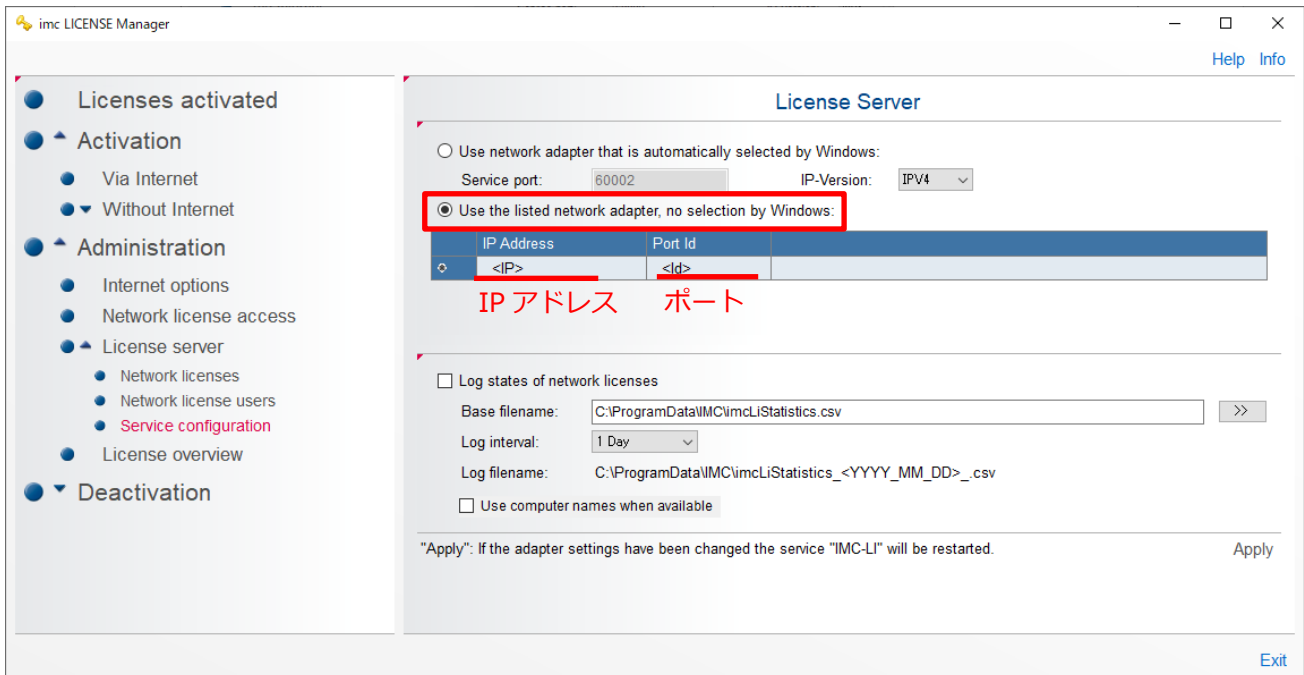 imc LICENSE Manager
Help Info
Licenses activated
Activation
Via Internet
Without Internet
Administration
Internet options
Network license access
License server
Network licenses
Network license users
Service configuration
License overview
Deactivation
License Server
Use network adapter that is automatically selected by Windows:
Service port: 60002 IP-Version: IPV4
Use the listed network adapter, no selection by Windows:
IP Address Port Id
<IP> <Id>
IP アドレス ポート
Log states of network licenses
Base filename: C:\ProgramData\IMC\imcLiStatistics.csv >>
Log interval: 1 Day
Log filename: C:\ProgramData\IMC\imcLiStatistics_<YYYY_MM_DD>_.csv
Use computer names when available
"Apply": If the adapter settings have been changed the service "IMC-LI" will be restarted. Apply
Exit